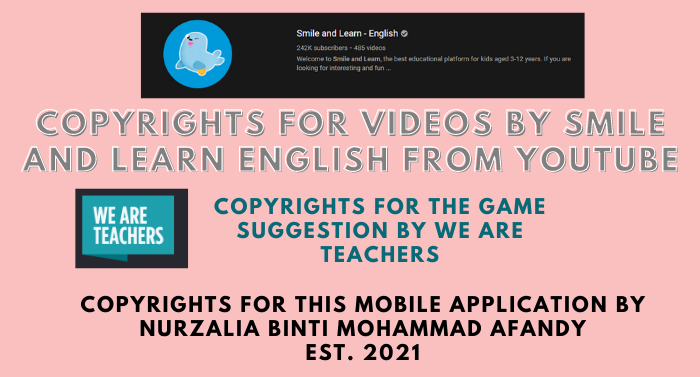 Smile and Learn - English
242K subscribers • 485 videos
Welcome to Smile and Learn, the best educational platform for kids aged 3-12 years. If you are
looking for interesting and fun ...
COPYRIGHTS FOR VIDEOS BY SMILE
AND LEARN ENGLISH FROM YOUTUBE
WE ARE
TEACHERS
COPYRIGHTS FOR THE GAME
SUGGESTION BY WE ARE
TEACHERS
COPYRIGHTS FOR THIS MOBILE APPLICATION BY
NURZALIA BINTI MOHAMMAD AFANDY
EST. 2021